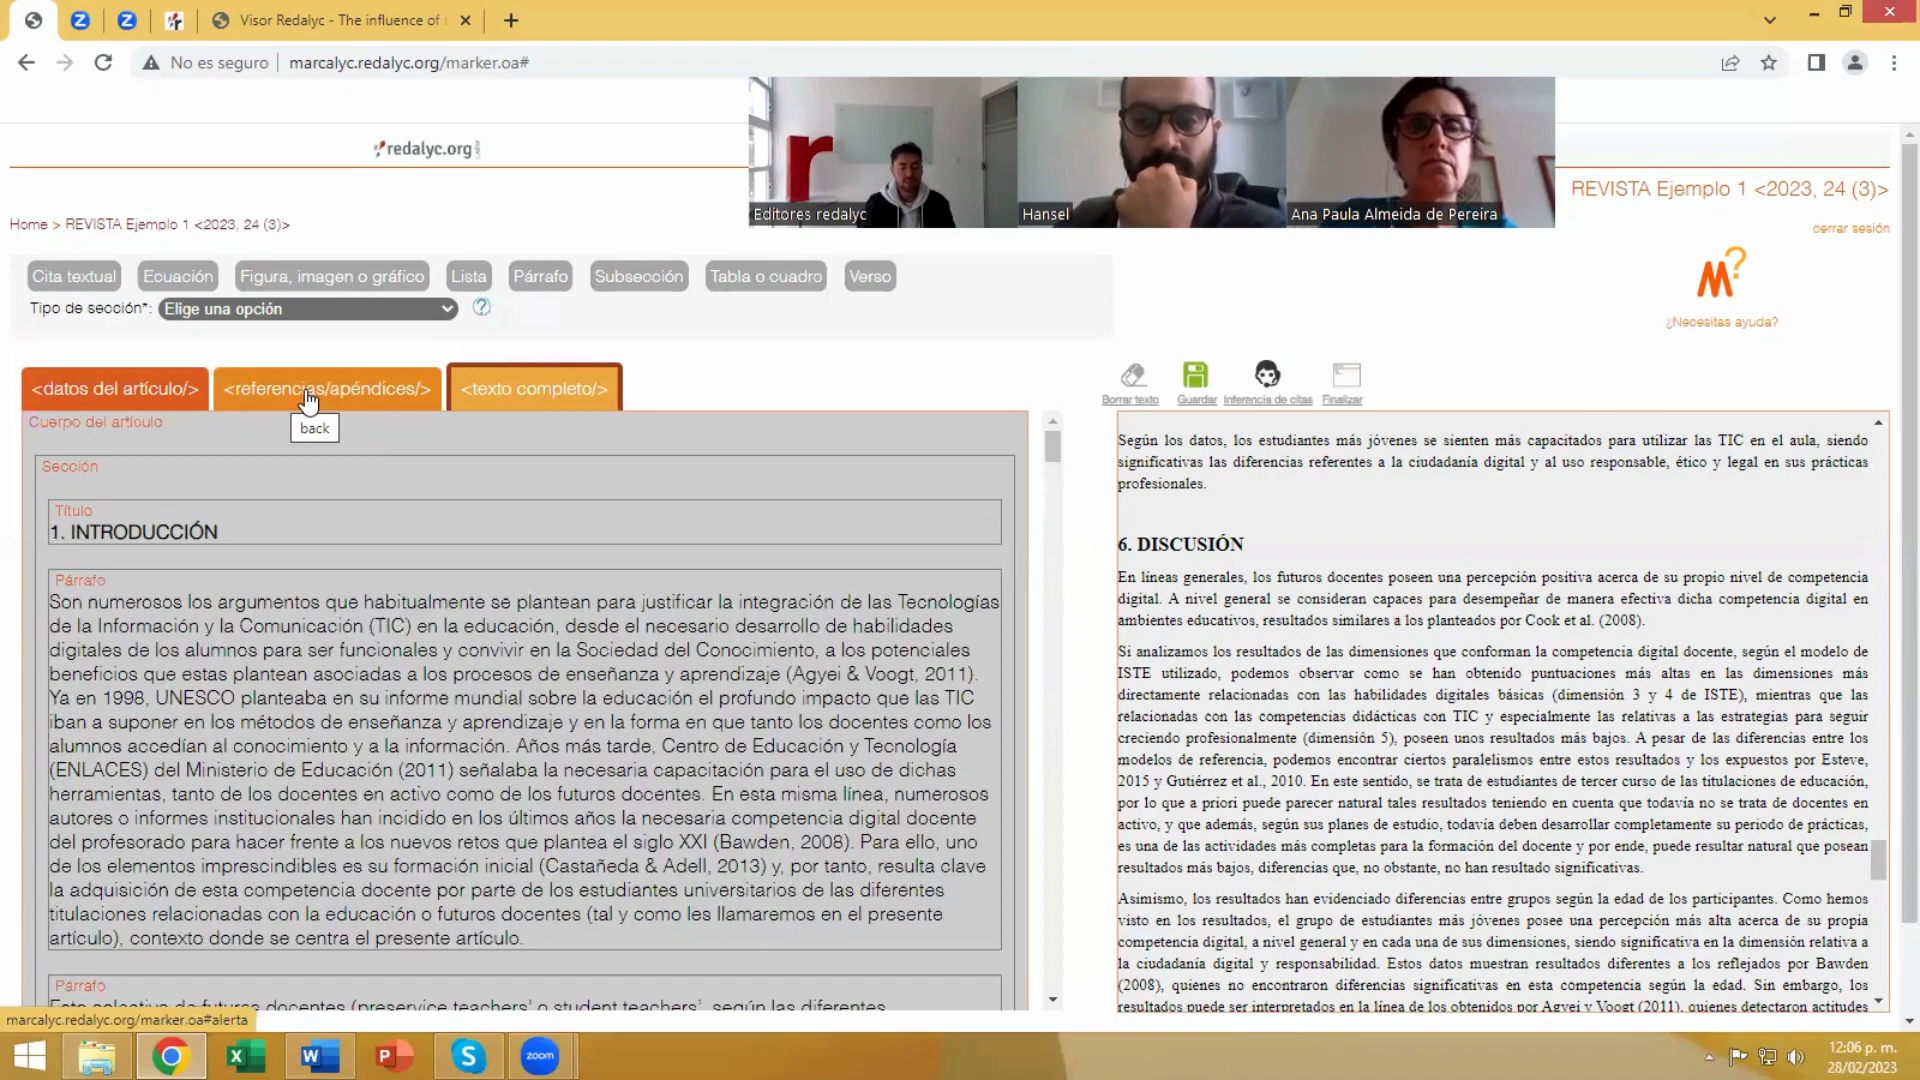 Visor Redalyc - The influence of
No es seguro
marcalyc.redalyc.org/marker.oa#
redalyc.org
r
Editores redalyc
Hansel
Ana Paula Almeida de Pereira
REVISTA Ejemplo 1 <2023, 24 (3)>
cerrar sesión
Home > REVISTA Ejemplo 1 <2023, 24 (3)>
Cita textual
Ecuación
Figura, imagen o gráfico
Lista
Párrafo
Subsección
Tabla o cuadro
Verso
Tipo de sección*:
Elige una opción
?
M?
¿Necesitas ayuda?
<datos del artículo/>
<referencias/apéndices/>
<texto completo/>
back
Borrar texto
Guardar
Inferencia de citas
Finalizar
Cuerpo del artículo
Sección
Título
1. INTRODUCCIÓN
Párrafo
Son numerosos los argumentos que habitualmente se plantean para justificar la integración de las Tecnologías
de la Información y la Comunicación (TIC) en la educación, desde el necesario desarrollo de habilidades
digitales de los alumnos para ser funcionales y convivir en la Sociedad del Conocimiento, a los potenciales
beneficios que estas plantean asociadas a los procesos de enseñanza y aprendizaje (Agyei & Voogt, 2011).
Ya en 1998, UNESCO planteaba en su informe mundial sobre la educación el profundo impacto que las TIC
iban a suponer en los métodos de enseñanza y aprendizaje y en la forma en que tanto los docentes como los
alumnos accedían al conocimiento y a la información. Años más tarde, Centro de Educación y Tecnología
(ENLACES) del Ministerio de Educación (2011) señalaba la necesaria capacitación para el uso de dichas
herramientas, tanto de los docentes en activo como de los futuros docentes. En esta misma línea, numerosos
autores o informes institucionales han incidido en los últimos años la necesaria competencia digital docente
del profesorado para hacer frente a los nuevos retos que plantea el siglo XXI (Bawden, 2008). Para ello, uno
de los elementos imprescindibles es su formación inicial (Castañeda & Adell, 2013) y, por tanto, resulta clave
la adquisición de esta competencia docente por parte de los estudiantes universitarios de las diferentes
titulaciones relacionadas con la educación o futuros docentes (tal y como les llamaremos en el presente
artículo), contexto donde se centra el presente artículo.
Párrafo
Este colectivo de futuros docentes (preservice teachers' o student teachers', según las diferentes
Según los datos, los estudiantes más jóvenes se sienten más capacitados para utilizar las TIC en el aula, siendo
significativas las diferencias referentes a la ciudadanía digital y al uso responsable, ético y legal en sus prácticas
profesionales.
6. DISCUSIÓN
En líneas generales, los futuros docentes poseen una percepción positiva acerca de su propio nivel de competencia
digital. A nivel general se consideran capaces para desempeñar de manera efectiva dicha competencia digital en
ambientes educativos, resultados similares a los planteados por Cook et al. (2008).
Si analizamos los resultados de las dimensiones que conforman la competencia digital docente, según el modelo de
ISTE utilizado, podemos observar como se han obtenido puntuaciones más altas en las dimensiones más
directamente relacionadas con las habilidades digitales básicas (dimensión 3 y 4 de ISTE), mientras que las
relacionadas con las competencias didácticas con TIC y especialmente las relativas a las estrategias para seguir
creciendo profesionalmente (dimensión 5), poseen unos resultados más bajos. A pesar de las diferencias entre los
modelos de referencia, podemos encontrar ciertos paralelismos entre estos resultados y los expuestos por Esteve,
2015 y Gutiérrez et al., 2010. En este sentido, se trata de estudiantes de tercer curso de las titulaciones de educación,
por lo que a priori puede parecer natural tales resultados teniendo en cuenta que todavía no se trata de docentes en
activo, y que además, según sus planes de estudio, todavía deben desarrollar completamente su periodo de prácticas,
es una de las actividades más completas para la formación del docente y por ende, puede resultar natural que posean
resultados más bajos, diferencias que, no obstante, no han resultado significativas.
Asimismo, los resultados han evidenciado diferencias entre grupos según la edad de los participantes. Como hemos
visto en los resultados, el grupo de estudiantes más jóvenes posee una percepción más alta acerca de su propia
competencia digital, a nivel general y en cada una de sus dimensiones, siendo significativa en la dimensión relativa a
la ciudadanía digital y responsabilidad. Estos datos muestran resultados diferentes a los reflejados por Bawden
(2008), quienes no encontraron diferencias significativas en esta competencia según la edad. Sin embargo, los
resultados puede ser interpretados en la línea de los obtenidos por Agyei y Voogt (2011), quienes detectaron actitudes
marcalyc.redalyc.org/marker.oa#alerta
zoom
12:06 p. m.
28/02/2023